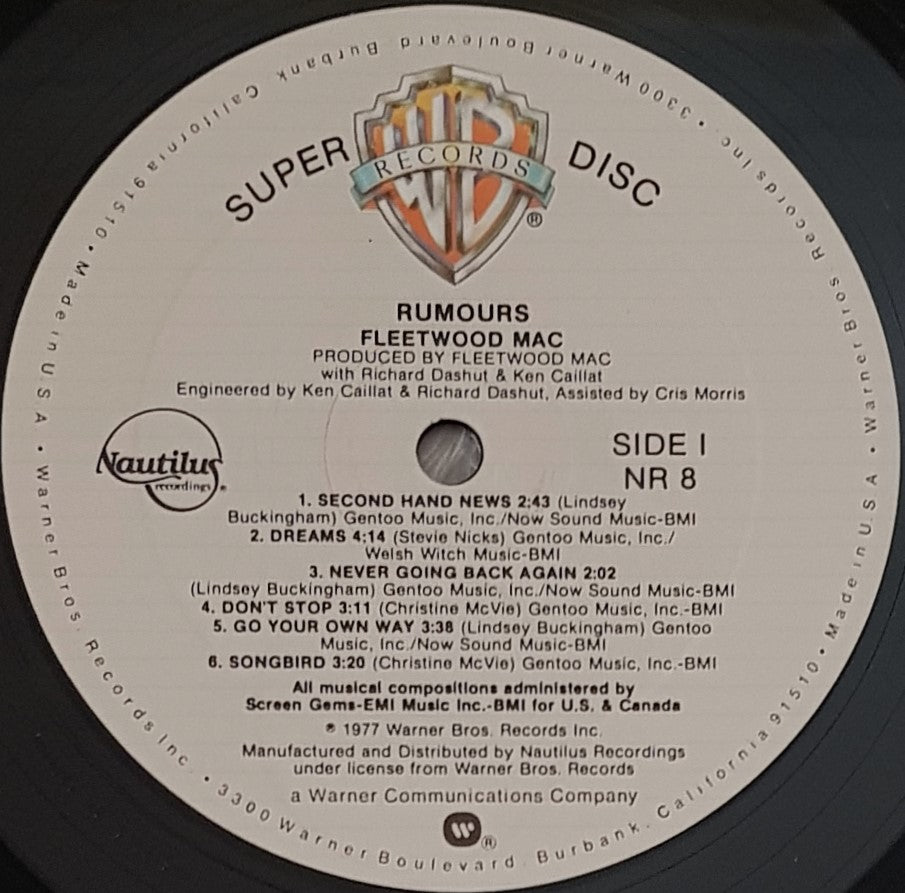 SUPER DISC
WB
RECORDS
®
RUMOURS
FLEETWOOD MAC
PRODUCED BY FLEETWOOD MAC
with Richard Dashut & Ken Caillat
Engineered by Ken Caillat & Richard Dashut, Assisted by Cris Morris
Nautilus
recordings
SIDE I
NR 8
1. SECOND HAND NEWS 2:43 (Lindsey
Buckingham) Gentoo Music, Inc./Now Sound Music-BMI
2. DREAMS 4:14 (Stevie Nicks) Gentoo Music, Inc./
Welsh Witch Music-BMI
3. NEVER GOING BACK AGAIN 2:02
(Lindsey Buckingham) Gentoo Music, Inc./Now Sound Music-BMI
4. DON'T STOP 3:11 (Christine McVie) Gentoo Music, Inc.-BMI
5. GO YOUR OWN WAY 3:38 (Lindsey Buckingham) Gentoo
Music, Inc./Now Sound Music-BMI
6. SONGBIRD 3:20 (Christine McVie) Gentoo Music, Inc.-BMI
All musical compositions administered by
Screen Gems-EMI Music Inc.-BMI for U.S. & Canada
℗ 1977 Warner Bros. Records Inc.
Manufactured and Distributed by Nautilus Recordings
under license from Warner Bros. Records
a Warner Communications Company
®
Warner Bros. Records Inc. • 3300 Warner Boulevard. Burbank. California 91510 • Made in U.S.A. •
Warner Bros Records Inc. • 3300 Warner Boulevard Burbank California 91510 • Made in U S A •